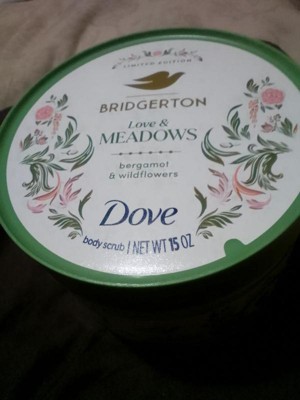 LIMITED EDITION
BRIDGERTON
Love &
MEADOWS
bergamot
& wildflowers
Dove
body scrub | NET WT 15 OZ